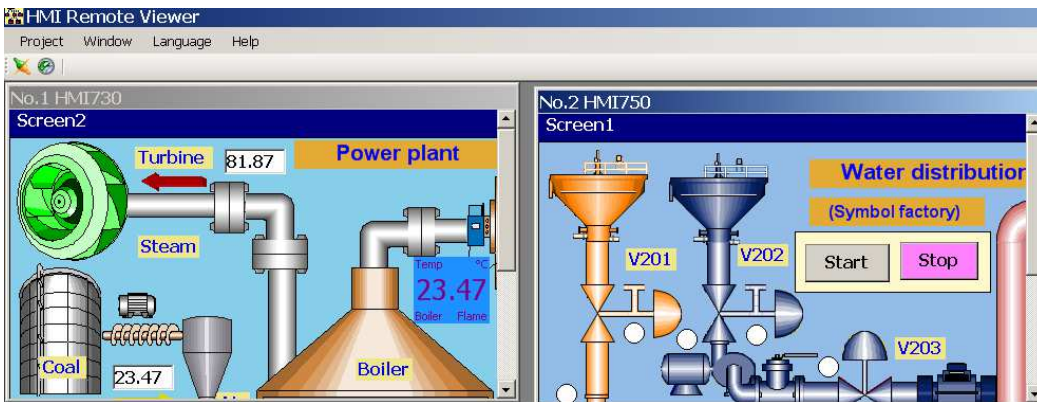 HMI Remote Viewer
Project Window Language Help
No.1 HMI730
Screen2
Turbine
81.87
Power plant
Steam
Temp °C
23.47
Boiler Flame
Coal
23.47
Boiler
No.2 HMI750
Screen1
Water distribution
(Symbol factory)
V201
V202
Start
Stop
V203